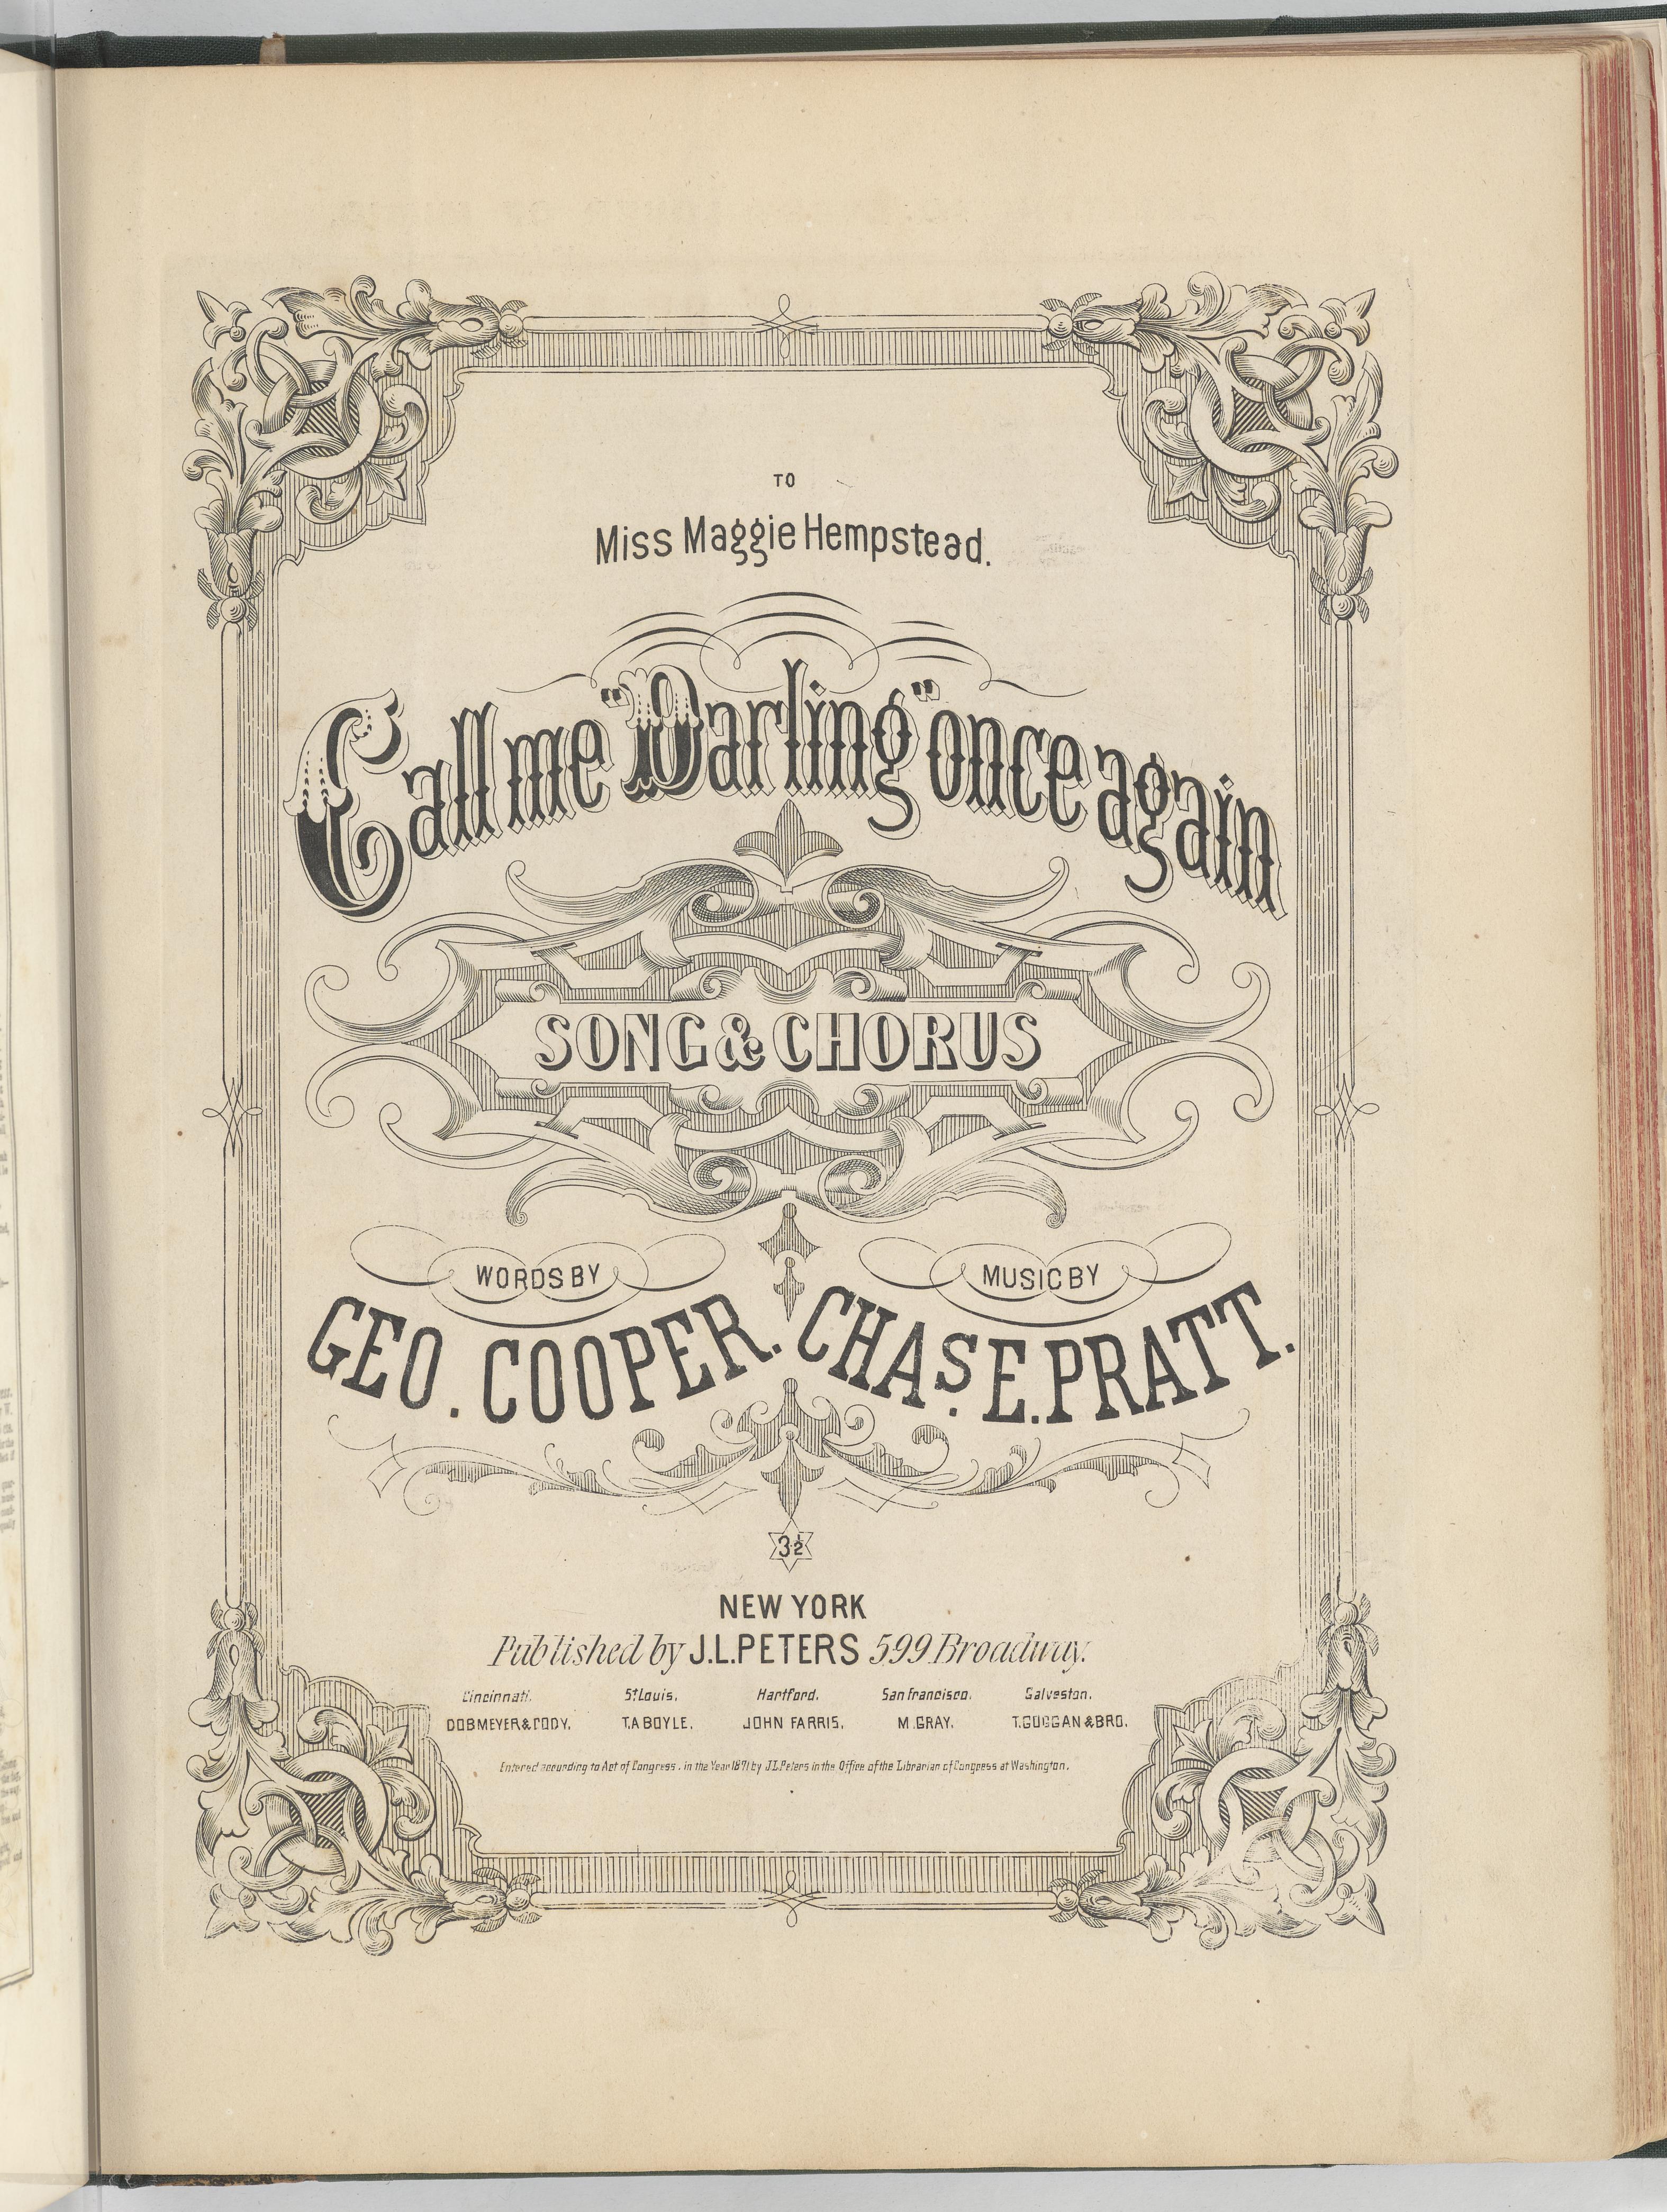 TO
Miss Maggie Hempstead.
Call me "Darling" once again
SONG & CHORUS
WORDS BY
GEO. COOPER.
MUSIC BY
CHAS. E. PRATT.
3½
NEW YORK
Published by J.L. PETERS 599 Broadway.
Cincinnati. St Louis. Hartford. San Francisco. Galveston.
DOBMEYER & CODY. T.A BOYLE. JOHN FARRIS. M. GRAY. T. GOGGAN & BRO.
Entered according to Act of Congress, in the Year 1871 by J.L. Peters in the Office of the Librarian of Congress at Washington.